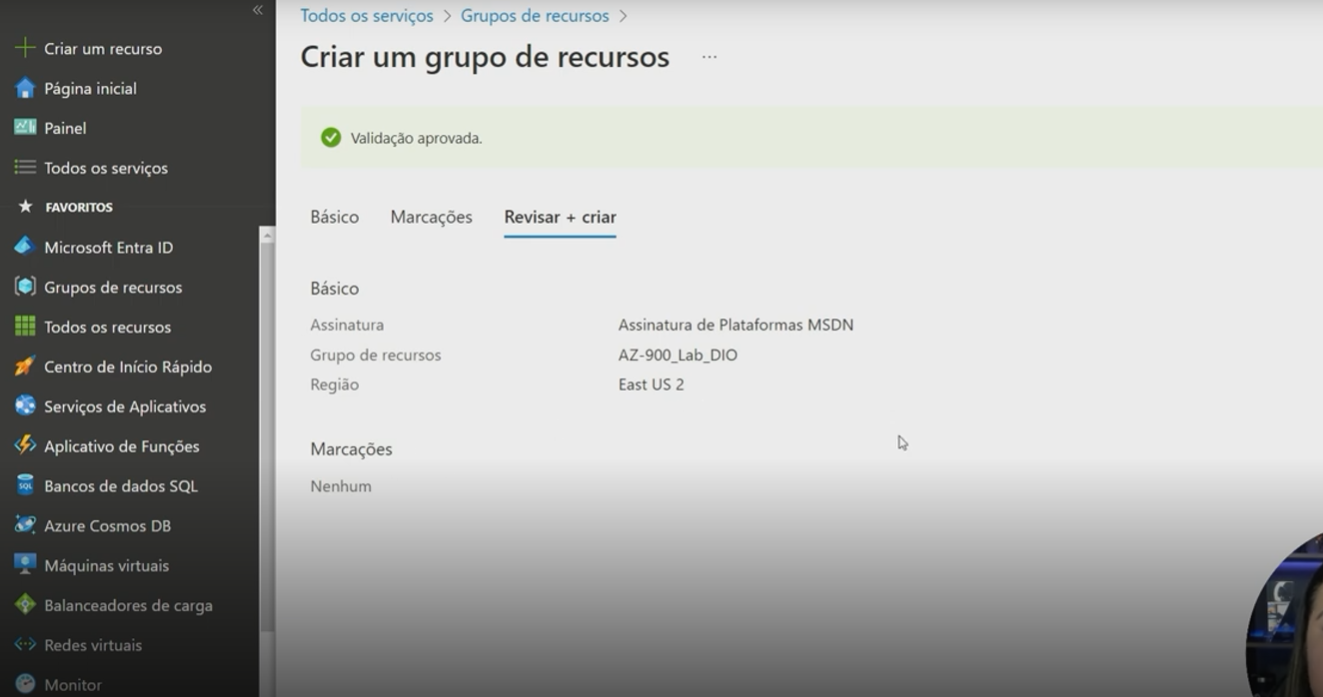 «
Criar um recurso
Página inicial
Painel
Todos os serviços
FAVORITOS
Microsoft Entra ID
Grupos de recursos
Todos os recursos
Centro de Início Rápido
Serviços de Aplicativos
Aplicativo de Funções
SQL
Bancos de dados SQL
Azure Cosmos DB
Máquinas virtuais
Balanceadores de carga
Redes virtuais
Monitor
Todos os serviços > Grupos de recursos >
Criar um grupo de recursos ...
Validação aprovada.
Básico Marcações Revisar + criar
Básico
Assinatura Assinatura de Plataformas MSDN
Grupo de recursos AZ-900_Lab_DIO
Região East US 2
Marcações
Nenhum